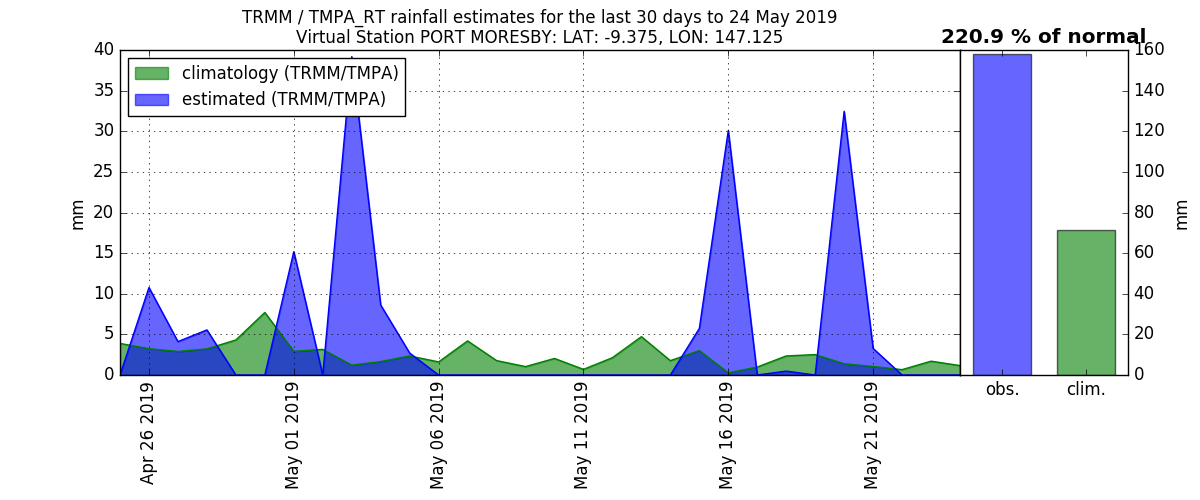 TRMM / TMPA_RT rainfall estimates for the last 30 days to 24 May 2019
Virtual Station PORT MORESBY: LAT: -9.375, LON: 147.125
220.9 % of normal
climatology (TRMM/TMPA)
estimated (TRMM/TMPA)
40
35
30
25
20
15
10
5
0
mm
Apr 26 2019
May 01 2019
May 06 2019
May 11 2019
May 16 2019
May 21 2019
160
140
120
100
80
60
40
20
0
mm
obs.
clim.